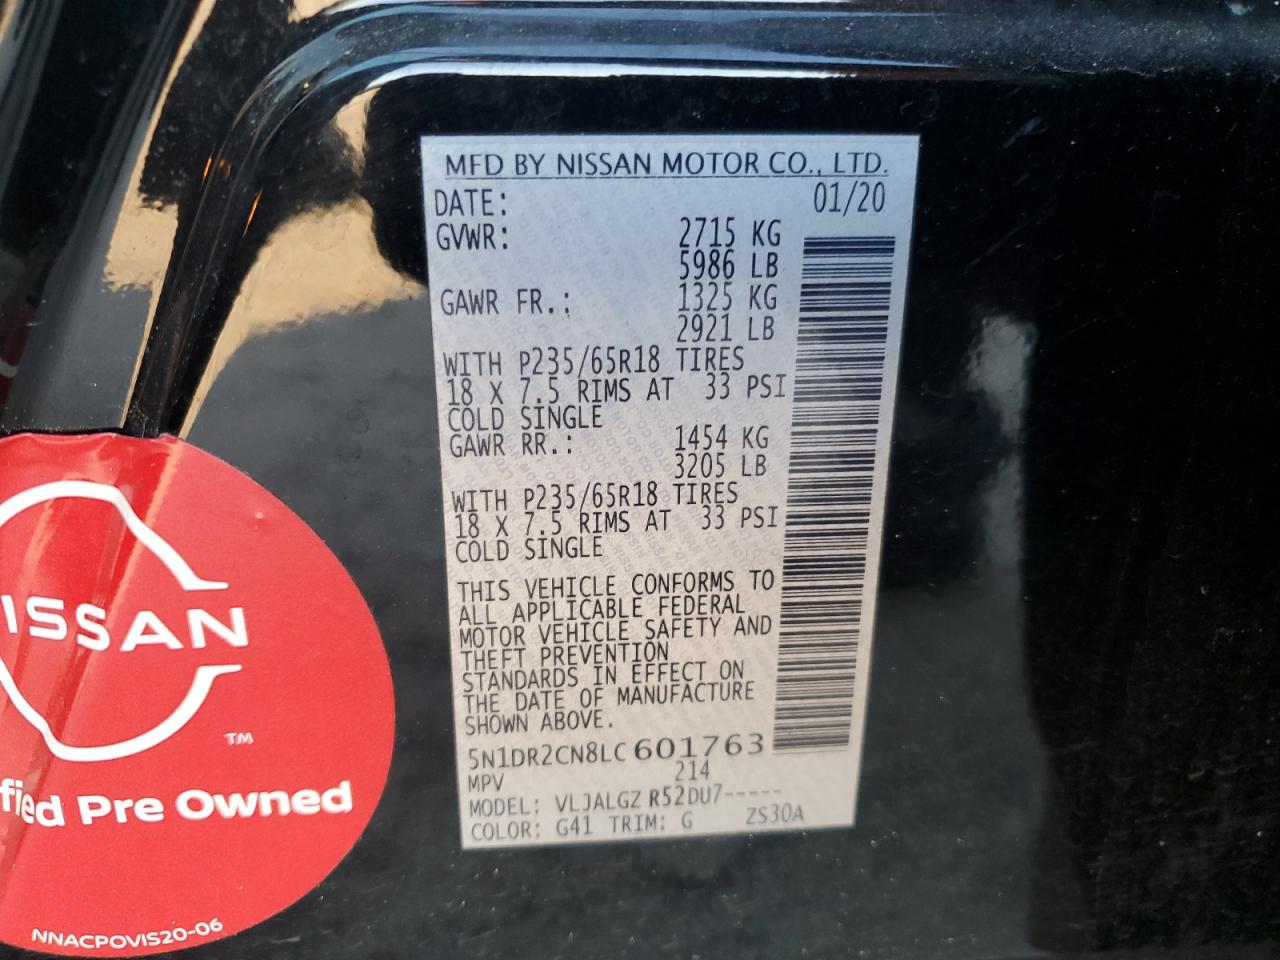 MFD BY NISSAN MOTOR CO., LTD.
DATE: 01/20
GVWR: 2715 KG
5986 LB
GAWR FR.: 1325 KG
2921 LB
WITH P235/65R18 TIRES
18 X 7.5 RIMS AT 33 PSI
COLD SINGLE
GAWR RR.: 1454 KG
3205 LB
WITH P235/65R18 TIRES
18 X 7.5 RIMS AT 33 PSI
COLD SINGLE
THIS VEHICLE CONFORMS TO
ALL APPLICABLE FEDERAL
MOTOR VEHICLE SAFETY AND
THEFT PREVENTION
STANDARDS IN EFFECT ON
THE DATE OF MANUFACTURE
SHOWN ABOVE.
5N1DR2CN8LC601763
MPV 214
MODEL: VLJALGZ R52DU7-----
COLOR: G41 TRIM: G ZS30A
ISSAN
TM
fied Pre Owned
NNACPOVIS20-06